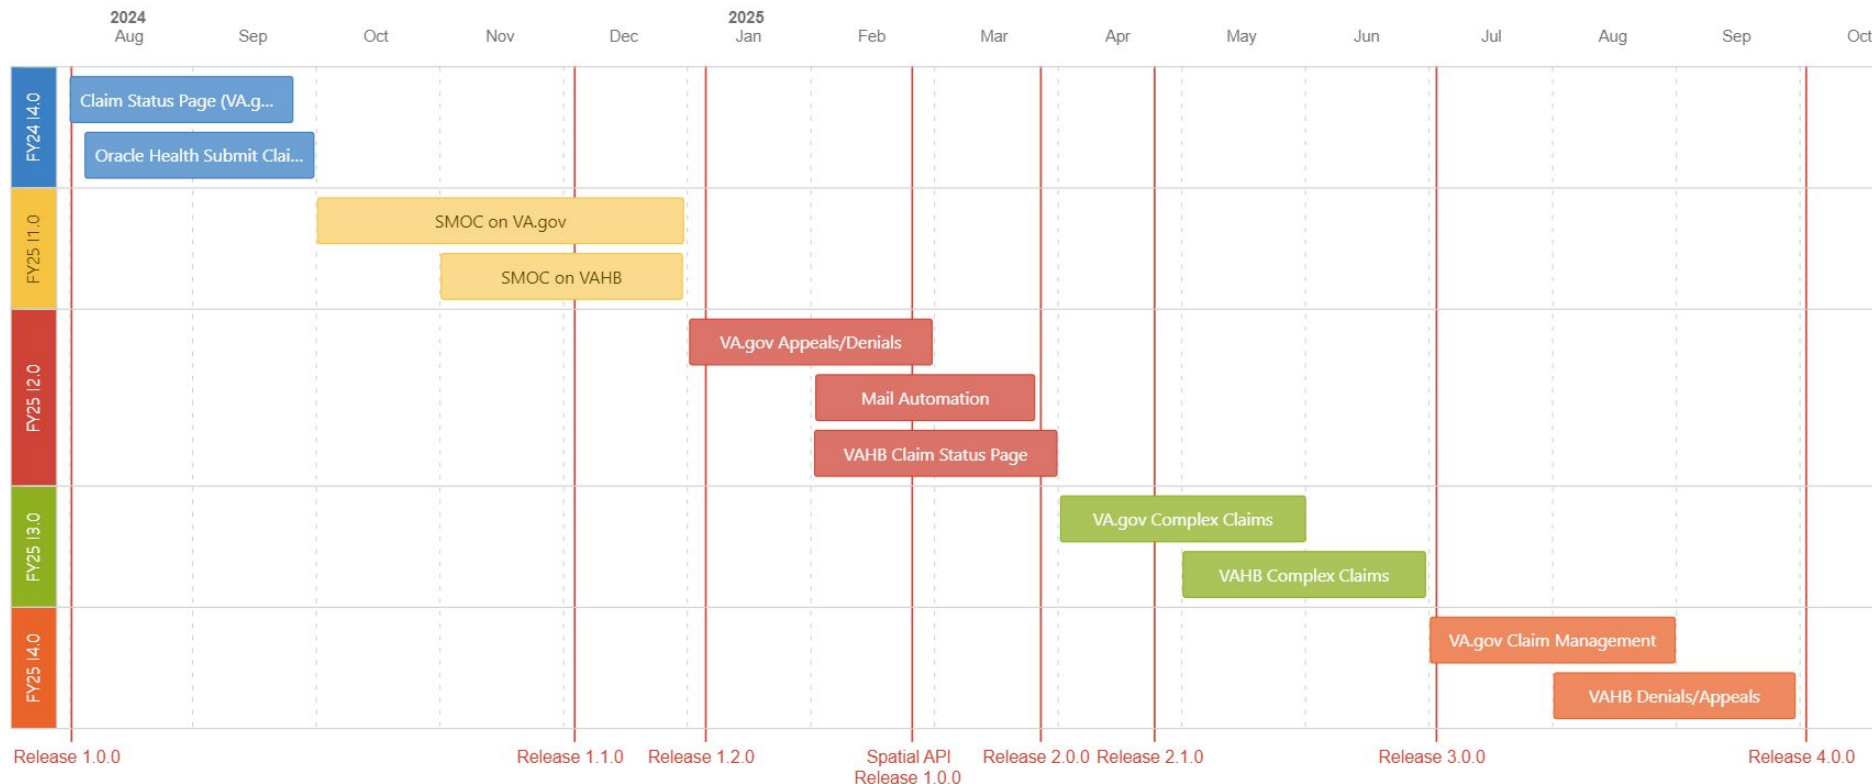 2024
2025
Aug Sep Oct Nov Dec Jan Feb Mar Apr May Jun Jul Aug Sep Oct
FY24 I4.0
Claim Status Page (VA.g...
Oracle Health Submit Clai...
FY25 I1.0
SMOC on VA.gov
SMOC on VAHB
FY25 I2.0
VA.gov Appeals/Denials
Mail Automation
VAHB Claim Status Page
FY25 I3.0
VA.gov Complex Claims
VAHB Complex Claims
FY25 I4.0
VA.gov Claim Management
VAHB Denials/Appeals
Release 1.0.0
Release 1.1.0
Release 1.2.0
Spatial API
Release 1.0.0
Release 2.0.0
Release 2.1.0
Release 3.0.0
Release 4.0.0